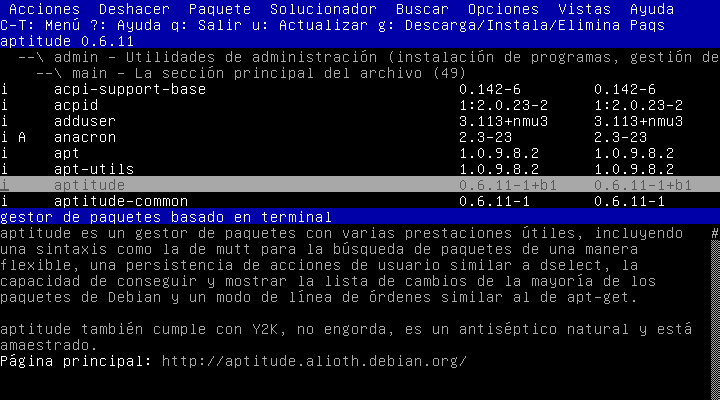 Acciones Deshacer Paquete Solucionador Buscar Opciones Vistas Ayuda
C-T: Menú ?: Ayuda q: Salir u: Actualizar g: Descarga/Instala/Elimina Paqs
aptitude 0.6.11
--\ admin - Utilidades de administración (instalación de programas, gestión de
--\ main - La sección principal del archivo (49)
i acpi-support-base 0.142-6 0.142-6
i acpid 1:2.0.23-2 1:2.0.23-2
i adduser 3.113+nmu3 3.113+nmu3
i A anacron 2.3-23 2.3-23
i apt 1.0.9.8.2 1.0.9.8.2
i apt-utils 1.0.9.8.2 1.0.9.8.2
i aptitude 0.6.11-1+b1 0.6.11-1+b1
i aptitude-common 0.6.11-1 0.6.11-1
gestor de paquetes basado en terminal
aptitude es un gestor de paquetes con varias prestaciones útiles, incluyendo #
una sintaxis como la de mutt para la búsqueda de paquetes de una manera
flexible, una persistencia de acciones de usuario similar a dselect, la
capacidad de conseguir y mostrar la lista de cambios de la mayoría de los
paquetes de Debian y un modo de línea de órdenes similar al de apt-get.
aptitude también cumple con Y2K, no engorda, es un antiséptico natural y está
amaestrado.
Página principal: http://aptitude.alioth.debian.org/